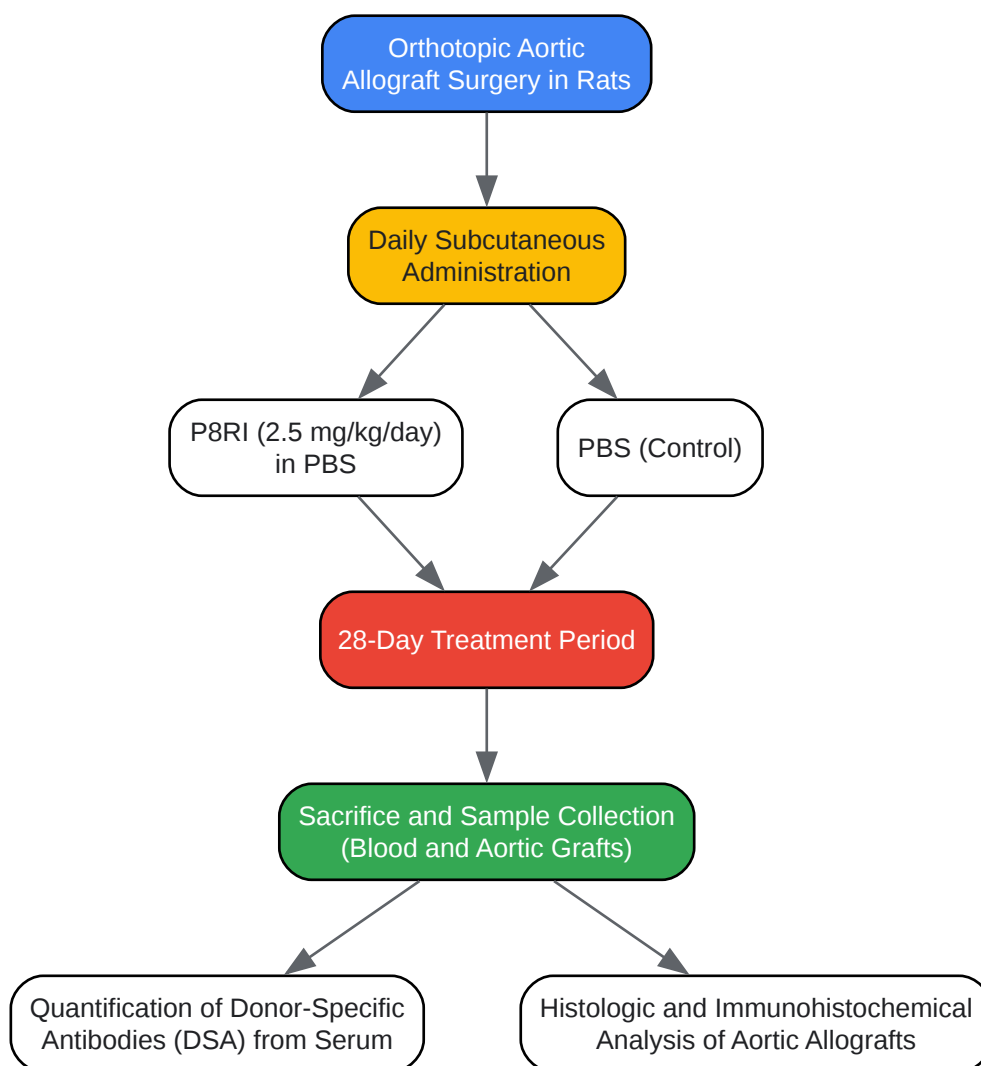 Orthotopic Aortic
Allograft Surgery in Rats
Daily Subcutaneous
Administration
P8RI (2.5 mg/kg/day)
in PBS
PBS (Control)
28-Day Treatment Period
Sacrifice and Sample Collection
(Blood and Aortic Grafts)
Quantification of Donor-Specific
Antibodies (DSA) from Serum
Histologic and Immunohistochemical
Analysis of Aortic Allografts